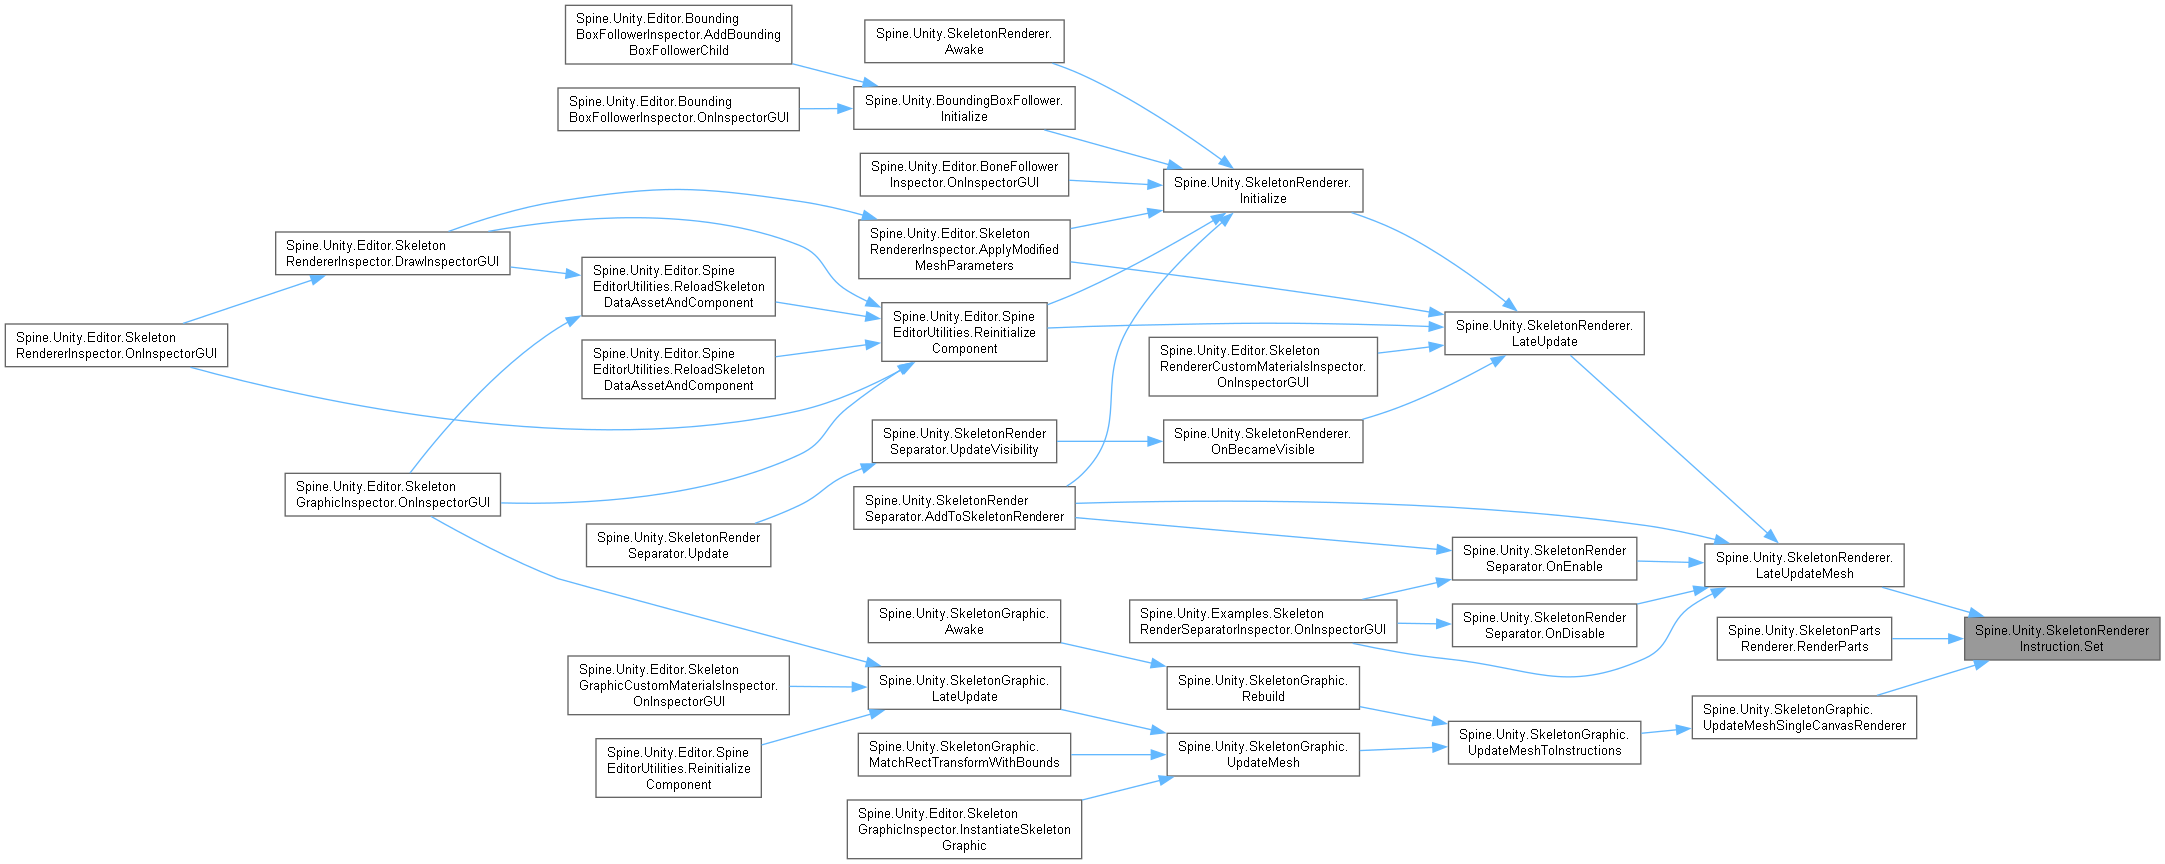 Spine.Unity.Editor.Bounding
BoxFollowerInspector.AddBounding
BoxFollowerChild
Spine.Unity.SkeletonRenderer.
Awake
Spine.Unity.Editor.Bounding
BoxFollowerInspector.OnInspectorGUI
Spine.Unity.BoundingBoxFollower.
Initialize
Spine.Unity.Editor.BoneFollower
Inspector.OnInspectorGUI
Spine.Unity.SkeletonRenderer.
Initialize
Spine.Unity.Editor.Skeleton
RendererInspector.DrawInspectorGUI
Spine.Unity.Editor.Skeleton
RendererInspector.ApplyModified
MeshParameters
Spine.Unity.Editor.Spine
EditorUtilities.ReloadSkeleton
DataAssetAndComponent
Spine.Unity.Editor.Skeleton
RendererInspector.OnInspectorGUI
Spine.Unity.Editor.Spine
EditorUtilities.Reinitialize
Component
Spine.Unity.SkeletonRenderer.
LateUpdate
Spine.Unity.Editor.Spine
EditorUtilities.ReloadSkeleton
DataAssetAndComponent
Spine.Unity.Editor.Skeleton
RendererCustomMaterialsInspector.
OnInspectorGUI
Spine.Unity.SkeletonRender
Separator.UpdateVisibility
Spine.Unity.SkeletonRenderer.
OnBecameVisible
Spine.Unity.Editor.Skeleton
GraphicInspector.OnInspectorGUI
Spine.Unity.SkeletonRender
Separator.AddToSkeletonRenderer
Spine.Unity.SkeletonRender
Separator.Update
Spine.Unity.SkeletonRender
Separator.OnEnable
Spine.Unity.SkeletonRenderer.
LateUpdateMesh
Spine.Unity.SkeletonGraphic.
Awake
Spine.Unity.Examples.Skeleton
RenderSeparatorInspector.OnInspectorGUI
Spine.Unity.SkeletonRender
Separator.OnDisable
Spine.Unity.SkeletonParts
Renderer.RenderParts
Spine.Unity.SkeletonRenderer
Instruction.Set
Spine.Unity.Editor.Skeleton
GraphicCustomMaterialsInspector.
OnInspectorGUI
Spine.Unity.SkeletonGraphic.
LateUpdate
Spine.Unity.SkeletonGraphic.
Rebuild
Spine.Unity.SkeletonGraphic.
UpdateMeshSingleCanvasRenderer
Spine.Unity.Editor.Spine
EditorUtilities.Reinitialize
Component
Spine.Unity.SkeletonGraphic.
MatchRectTransformWithBounds
Spine.Unity.SkeletonGraphic.
UpdateMesh
Spine.Unity.SkeletonGraphic.
UpdateMeshToInstructions
Spine.Unity.Editor.Skeleton
GraphicInspector.InstantiateSkeleton
Graphic